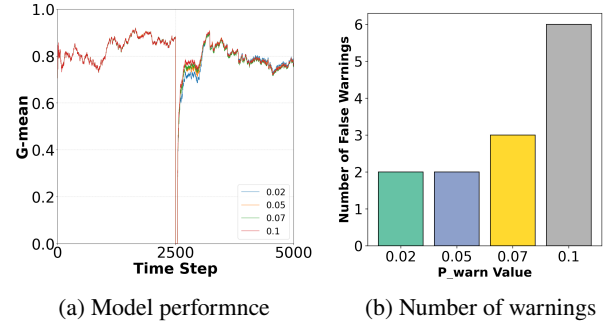 1.0
0.8
0.6
0.4
0.2
0.0
G-mean
0.02
0.05
0.07
0.1
0 2500 5000
Time Step
(a) Model performnce
6
5
4
3
2
1
0
Number of False Warnings
0.02 0.05 0.07 0.1
P_warn Value
(b) Number of warnings